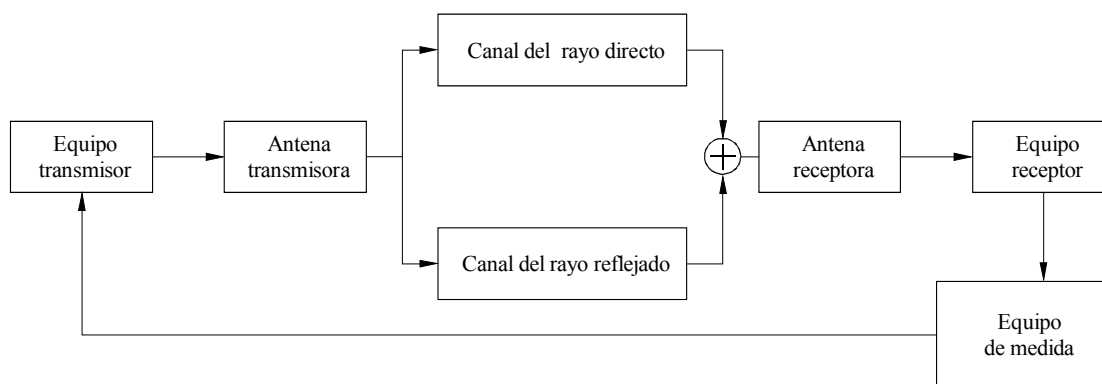 Canal del rayo directo
Equipo
transmisor
Antena
transmisora
Antena
receptora
Equipo
receptor
Canal del rayo reflejado
Equipo
de medida